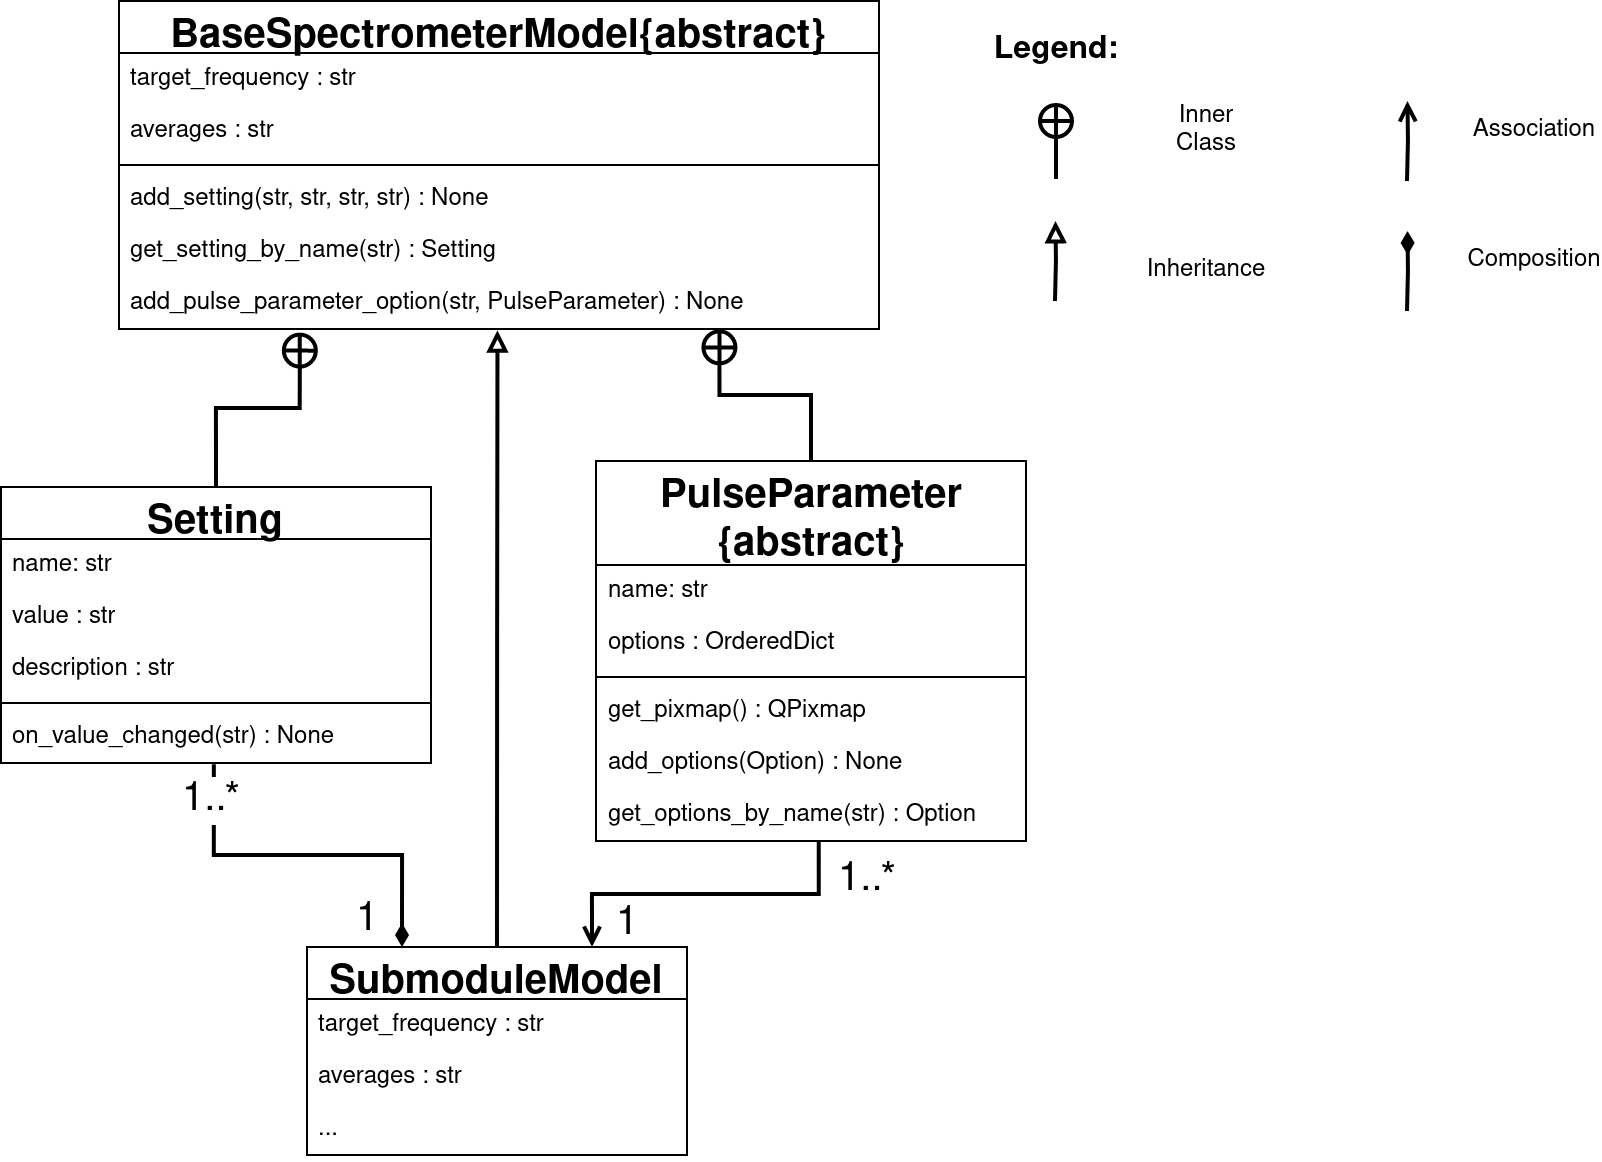 BaseSpectrometerModel{abstract}
target_frequency : str
averages : str
add_setting(str, str, str, str) : None
get_setting_by_name(str) : Setting
add_pulse_parameter_option(str, PulseParameter) : None
Legend:
Inner
Class
Association
Inheritance
Composition
Setting
name: str
value : str
description : str
on_value_changed(str) : None
PulseParameter
{abstract}
name: str
options : OrderedDict
get_pixmap() : QPixmap
add_options(Option) : None
get_options_by_name(str) : Option
1..*
1
1..*
1
SubmoduleModel
target_frequency : str
averages : str
...